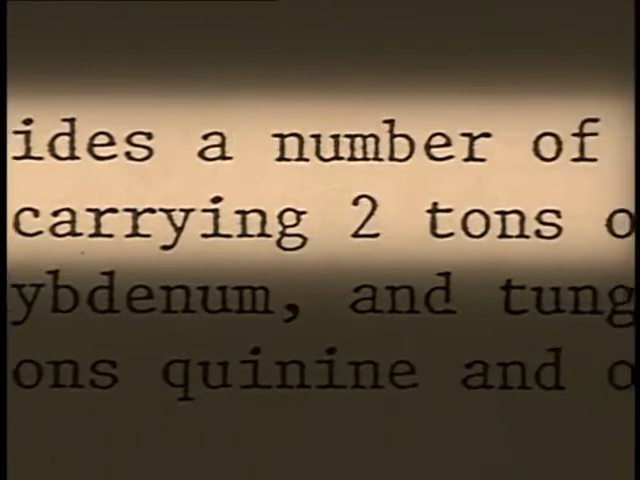 ides a number of
carrying 2 tons o
ybdenum, and tung
ons quinine and o